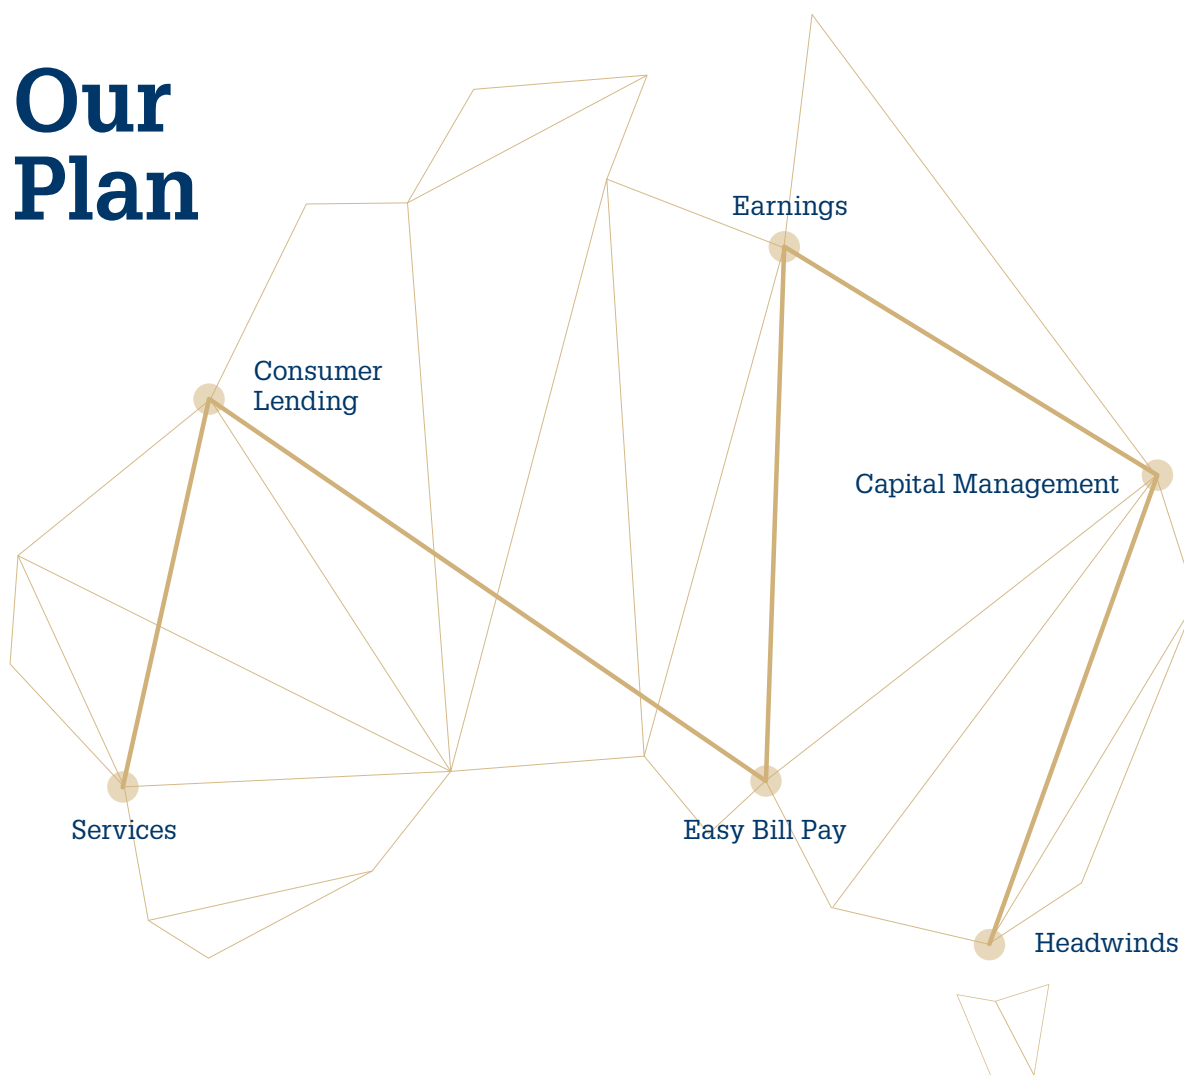 Our
Plan
Earnings
Consumer
Lending
Capital Management
Services
Easy Bill Pay
Headwinds